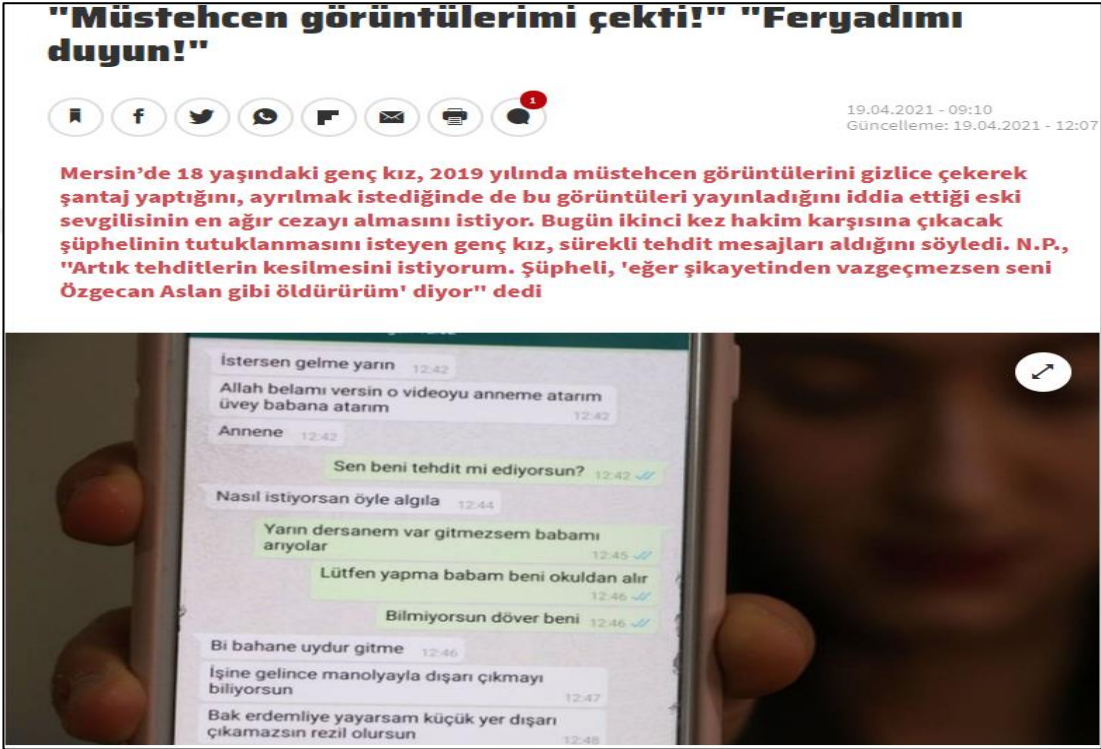 "Müstehcen görüntülerimi çekti!" "Feryadımı
duyun!"
1
19.04.2021 - 09:10
Güncelleme: 19.04.2021 - 12:07
Mersin’de 18 yaşındaki genç kız, 2019 yılında müstehcen görüntülerini gizlice çekerek
şantaj yaptığını, ayrılmak istediğinde de bu görüntüleri yayınladığını iddia ettiği eski
sevgilisinin en ağır cezayı almasını istiyor. Bugün ikinci kez hakim karşısına çıkacak
şüphelinin tutuklanmasını isteyen genç kız, sürekli tehdit mesajları aldığını söyledi. N.P.,
"Artık tehditlerin kesilmesini istiyorum. Şüpheli, 'eğer şikayetinden vazgeçmezsen seni
Özgecan Aslan gibi öldürürüm' diyor" dedi
İstersen gelme yarın 12:42
Allah belamı versin o videoyu anneme atarım
üvey babana atarım 12:42
Annene 12:42
Sen beni tehdit mi ediyorsun? 12:42
Nasıl istiyorsan öyle algıla 12:44
Yarın dersanem var gitmezsem babamı
arıyolar 12:45
Lütfen yapma babam beni okuldan alır
12:46
Bilmiyorsun döver beni 12:46
Bi bahane uydur gitme 12:46
İşine gelince manolyayla dışarı çıkmayı
biliyorsun 12:47
Bak erdemliye yayarsam küçük yer dışarı
çıkamazsın rezil olursun 12:48